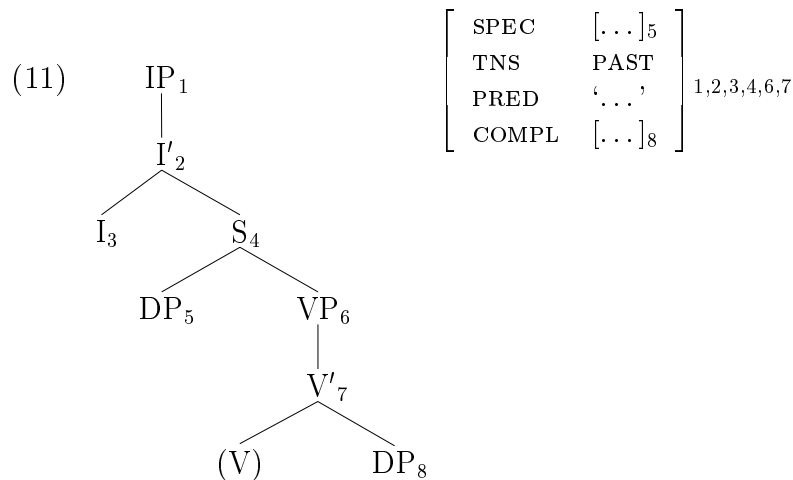 (11) IP1
SPEC [. . . ]5
TNS PAST
PRED ‘. . . ’
COMPL [. . . ]8
1,2,3,4,6,7
I′2
I3 S4
DP5 VP6
V′7
(V) DP8